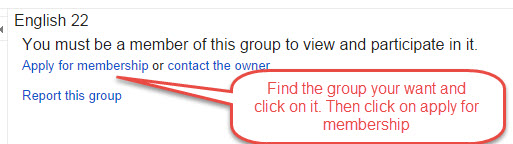 English 22
You must be a member of this group to view and participate in it.
Apply for membership or contact the owner
Report this group
Find the group your want and
click on it. Then click on apply for
membership